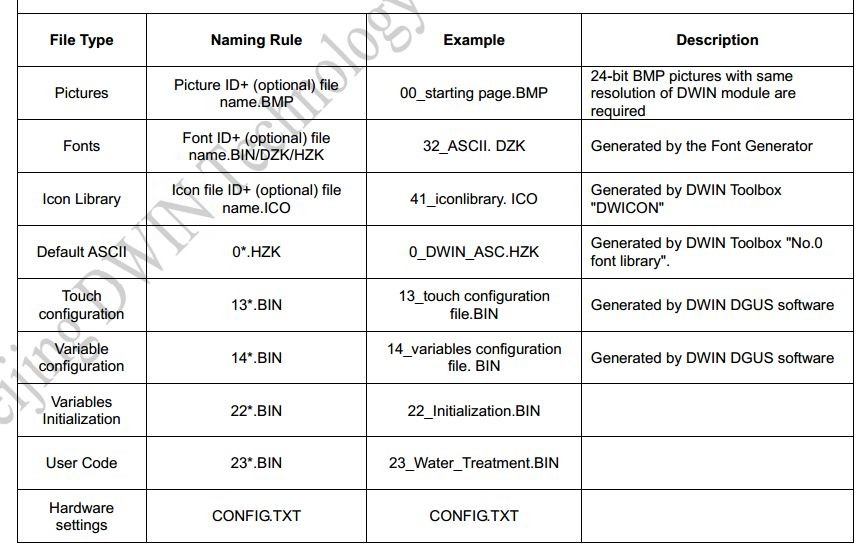 File Type
Naming Rule
Example
Description
Pictures
Picture ID+ (optional) file
name.BMP
00_starting page.BMP
24-bit BMP pictures with same
resolution of DWIN module are
required
Fonts
Font ID+ (optional) file
name.BIN/DZK/HZK
32_ASCII. DZK
Generated by the Font Generator
Icon Library
Icon file ID+ (optional) file
name.ICO
41_iconlibrary. ICO
Generated by DWIN Toolbox
"DWICON"
Default ASCII
0*.HZK
0_DWIN_ASC.HZK
Generated by DWIN Toolbox "No.0
font library".
Touch
configuration
13*.BIN
13_touch configuration
file.BIN
Generated by DWIN DGUS software
Variable
configuration
14*.BIN
14_variables configuration
file. BIN
Generated by DWIN DGUS software
Variables
Initialization
22*.BIN
22_Initialization.BIN
User Code
23*.BIN
23_Water_Treatment.BIN
Hardware
settings
CONFIG.TXT
CONFIG.TXT
eijing DWIN Technology